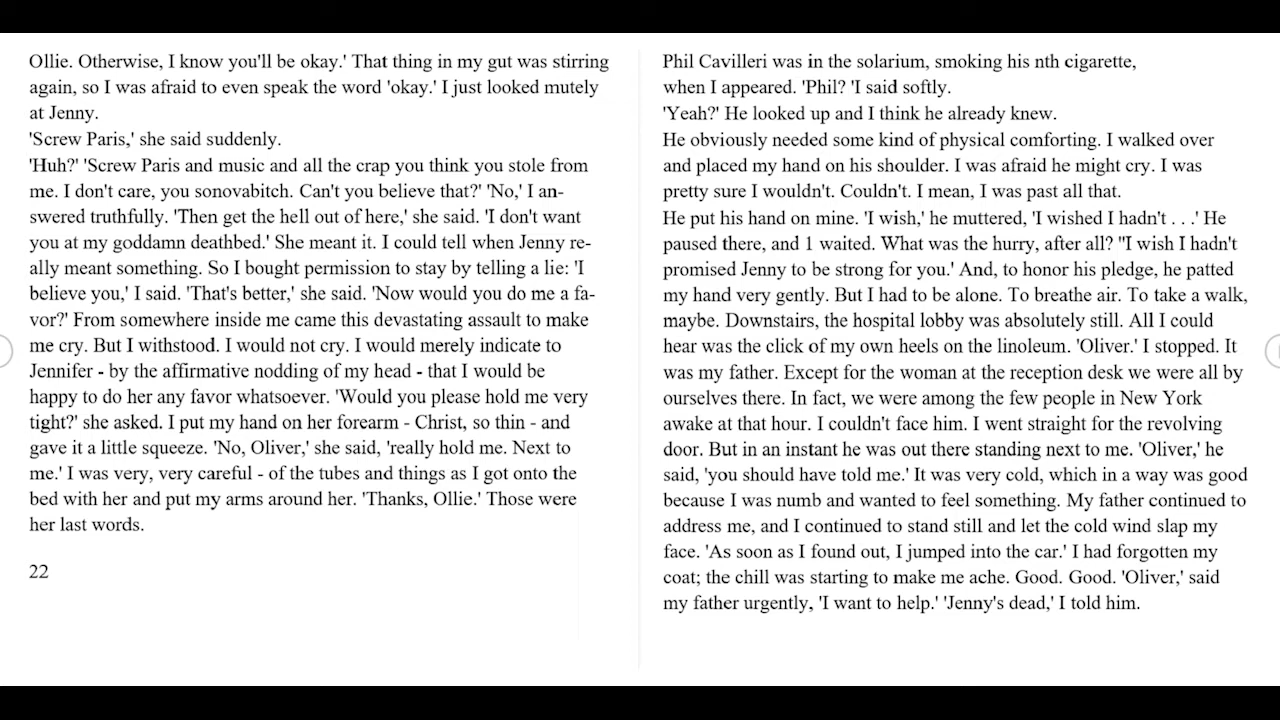 Ollie. Otherwise, I know you'll be okay.' That thing in my gut was stirring
again, so I was afraid to even speak the word 'okay.' I just looked mutely
at Jenny.
'Screw Paris,' she said suddenly.
'Huh?' 'Screw Paris and music and all the crap you think you stole from
me. I don't care, you sonovabitch. Can't you believe that?' 'No,' I an-
swered truthfully. 'Then get the hell out of here,' she said. 'I don't want
you at my goddamn deathbed.' She meant it. I could tell when Jenny re-
ally meant something. So I bought permission to stay by telling a lie: 'I
believe you,' I said. 'That's better,' she said. 'Now would you do me a fa-
vor?' From somewhere inside me came this devastating assault to make
me cry. But I withstood. I would not cry. I would merely indicate to
Jennifer - by the affirmative nodding of my head - that I would be
happy to do her any favor whatsoever. 'Would you please hold me very
tight?' she asked. I put my hand on her forearm - Christ, so thin - and
gave it a little squeeze. 'No, Oliver,' she said, 'really hold me. Next to
me.' I was very, very careful - of the tubes and things as I got onto the
bed with her and put my arms around her. 'Thanks, Ollie.' Those were
her last words.
22
Phil Cavilleri was in the solarium, smoking his nth cigarette,
when I appeared. 'Phil? 'I said softly.
'Yeah?' He looked up and I think he already knew.
He obviously needed some kind of physical comforting. I walked over
and placed my hand on his shoulder. I was afraid he might cry. I was
pretty sure I wouldn't. Couldn't. I mean, I was past all that.
He put his hand on mine. 'I wish,' he muttered, 'I wished I hadn't . . .' He
paused there, and 1 waited. What was the hurry, after all? "I wish I hadn't
promised Jenny to be strong for you.' And, to honor his pledge, he patted
my hand very gently. But I had to be alone. To breathe air. To take a walk,
maybe. Downstairs, the hospital lobby was absolutely still. All I could
hear was the click of my own heels on the linoleum. 'Oliver.' I stopped. It
was my father. Except for the woman at the reception desk we were all by
ourselves there. In fact, we were among the few people in New York
awake at that hour. I couldn't face him. I went straight for the revolving
door. But in an instant he was out there standing next to me. 'Oliver,' he
said, 'you should have told me.' It was very cold, which in a way was good
because I was numb and wanted to feel something. My father continued to
address me, and I continued to stand still and let the cold wind slap my
face. 'As soon as I found out, I jumped into the car.' I had forgotten my
coat; the chill was starting to make me ache. Good. Good. 'Oliver,' said
my father urgently, 'I want to help.' 'Jenny's dead,' I told him.